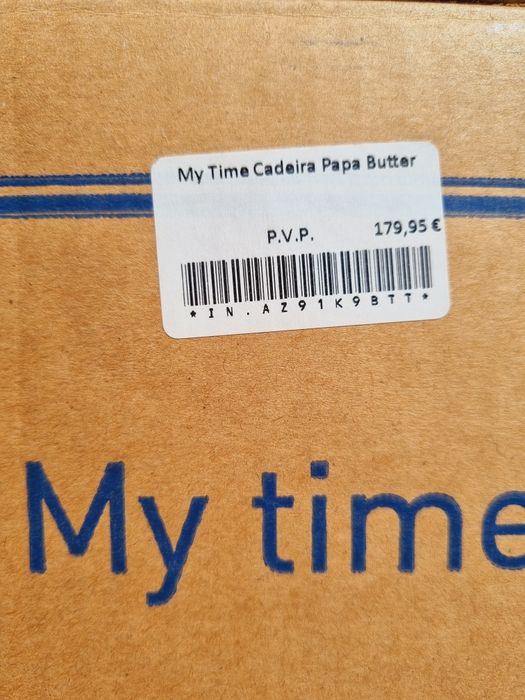 My Time Cadeira Papa Butter
P.V.P. 179,95 €
*IN.AZ91K9BTT*
My time